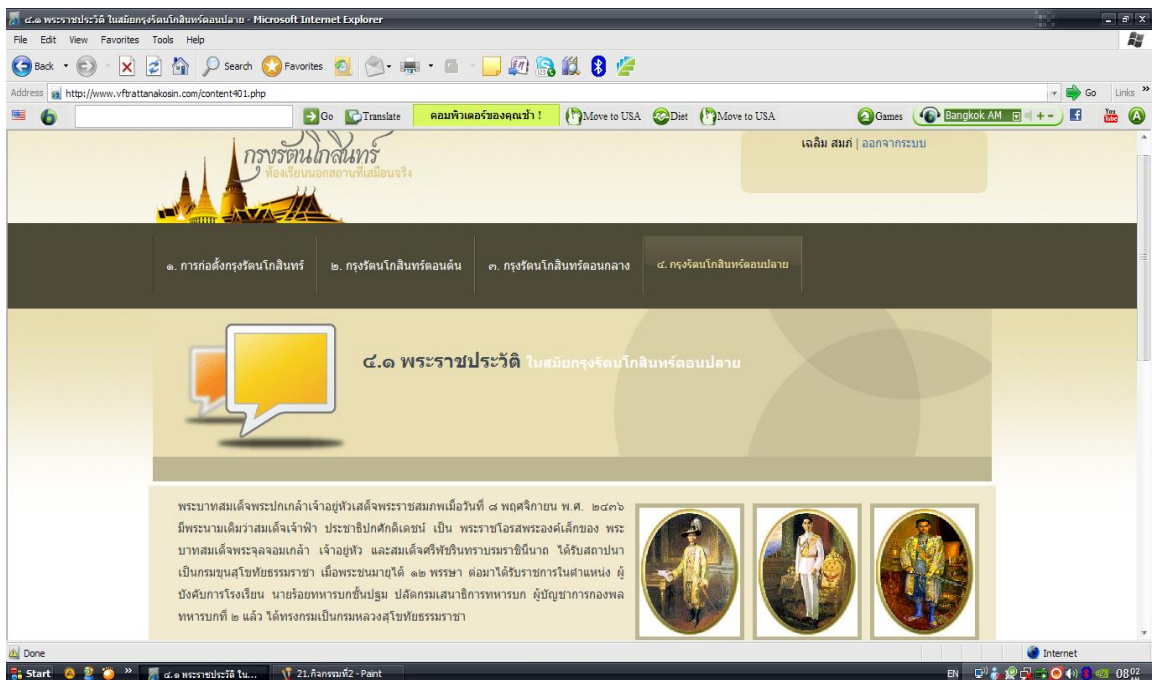 ๔.๑ พระราชประวัติ ในสมัยกรุงรัตนโกสินทร์ตอนปลาย - Microsoft Internet Explorer
File Edit View Favorites Tools Help
Back Search Favorites
Address http://www.vftrattanakosin.com/content401.php Go Links
Go Translate คอมพิวเตอร์ของคุณช้า ! Move to USA Diet Move to USA Games Bangkok AM
กรุงรัตนโกสินทร์
ห้องเรียนนอกสถานที่เสมือนจริง
เฉลิม สมภ่ | ออกจากระบบ
๑. การก่อตั้งกรุงรัตนโกสินทร์ ๒. กรุงรัตนโกสินทร์ตอนต้น ๓. กรุงรัตนโกสินทร์ตอนกลาง ๔. กรุงรัตนโกสินทร์ตอนปลาย
๔.๑ พระราชประวัติ ในสมัยกรุงรัตนโกสินทร์ตอนปลาย
พระบาทสมเด็จพระปกเกล้าเจ้าอยู่หัวเสด็จพระราชสมภพเมื่อวันที่ ๘ พฤศจิกายน พ.ศ. ๒๔๓๖
มีพระนามเดิมว่าสมเด็จเจ้าฟ้า ประชาธิปกศักดิเดชน์ เป็น พระราชโอรสพระองค์เล็กของ พระ
บาทสมเด็จพระจุลจอมเกล้า เจ้าอยู่หัว และสมเด็จศรีพัชรินทราบรมราชินีนาถ ได้รับสถาปนา
เป็นกรมขุนสุโขทัยธรรมราชา เมื่อพระชนมายุได้ ๑๒ พรรษา ต่อมาได้รับราชการในตำแหน่ง ผู้
บังคับการโรงเรียน นายร้อยทหารบกชั้นปฐม ปลัดกรมเสนาธิการทหารบก ผู้บัญชาการกองพล
ทหารบกที่ ๒ แล้ว ได้ทรงกรมเป็นกรมหลวงสุโขทัยธรรมราชา
Done Internet
Start ๔.๑ พระราชประวัติ ใน... 21.กิจกรรมที่2 - Paint EN 08 02